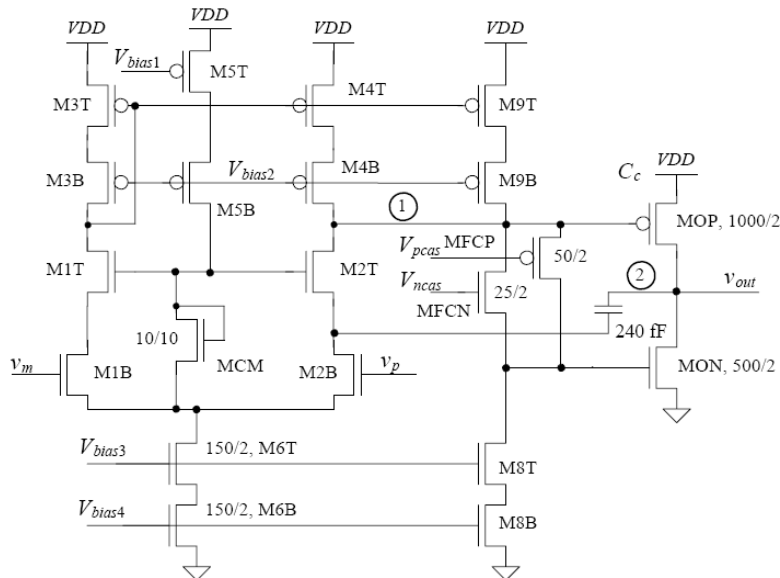 VDD
VDD
VDD
VDD
Vbias1
M5T
M3T
M4T
M9T
Cc
VDD
M3B
Vbias2
M4B
M9B
M5B
1
MOP, 1000/2
Vpcas
MFCP
50/2
M1T
M2T
Vncas
25/2
2
vout
MFCN
10/10
240 fF
vm
M1B
MCM
M2B
vp
MON, 500/2
Vbias3
150/2, M6T
M8T
Vbias4
150/2, M6B
M8B